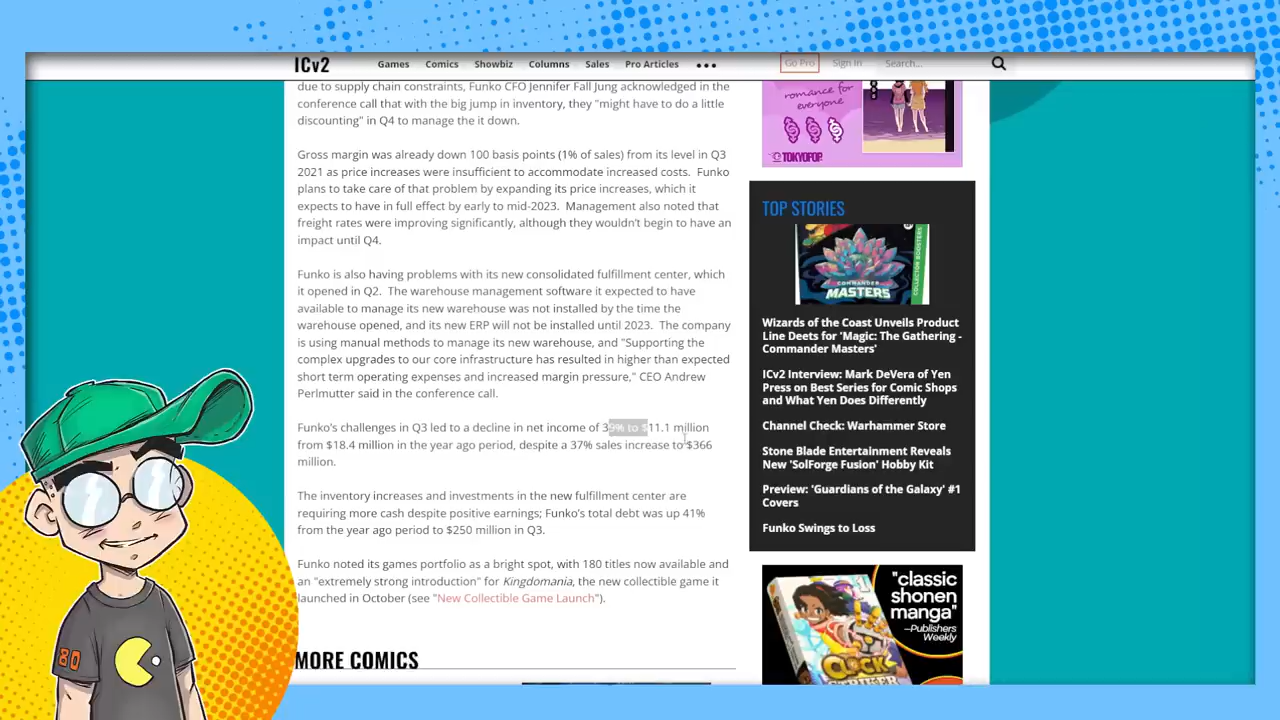 ICv2
Games Comics Showbiz Columns Sales Pro Articles •••
Go Pro Sign In Search...
due to supply chain constraints, Funko CFO Jennifer Fall Jung acknowledged in the
conference call that with the big jump in inventory, they "might have to do a little
discounting" in Q4 to manage the it down.
Gross margin was already down 100 basis points (1% of sales) from its level in Q3
2021 as price increases were insufficient to accommodate increased costs. Funko
plans to take care of that problem by expanding its price increases, which it
expects to have in full effect by early to mid-2023. Management also noted that
freight rates were improving significantly, although they wouldn't begin to have an
impact until Q4.
Funko is also having problems with its new consolidated fulfillment center, which
it opened in Q2. The warehouse management software it expected to have
available to manage its new warehouse was not installed by the time the
warehouse opened, and its new ERP will not be installed until 2023. The company
is using manual methods to manage its new warehouse, and "Supporting the
complex upgrades to our core infrastructure has resulted in higher than expected
short term operating expenses and increased margin pressure," CEO Andrew
Perlmutter said in the conference call.
Funko's challenges in Q3 led to a decline in net income of 39% to $11.1 million
from $18.4 million in the year ago period, despite a 37% sales increase to $366
million.
The inventory increases and investments in the new fulfillment center are
requiring more cash despite positive earnings; Funko's total debt was up 41%
from the year ago period to $250 million in Q3.
Funko noted its games portfolio as a bright spot, with 180 titles now available and
an "extremely strong introduction" for Kingdomania, the new collectible game it
launched in October (see "New Collectible Game Launch").
MORE COMICS
romance for
everyone
TOKYOPOP
TOP STORIES
COMMANDER
MASTERS
COLLECTOR BOOSTERS
Wizards of the Coast Unveils Product
Line Deets for 'Magic: The Gathering -
Commander Masters'
ICv2 Interview: Mark DeVera of Yen
Press on Best Series for Comic Shops
and What Yen Does Differently
Channel Check: Warhammer Store
Stone Blade Entertainment Reveals
New 'SolForge Fusion' Hobby Kit
Preview: 'Guardians of the Galaxy' #1
Covers
Funko Swings to Loss
"classic
shonen
manga"
—Publishers
Weekly
CLOCK
STRIKER
80